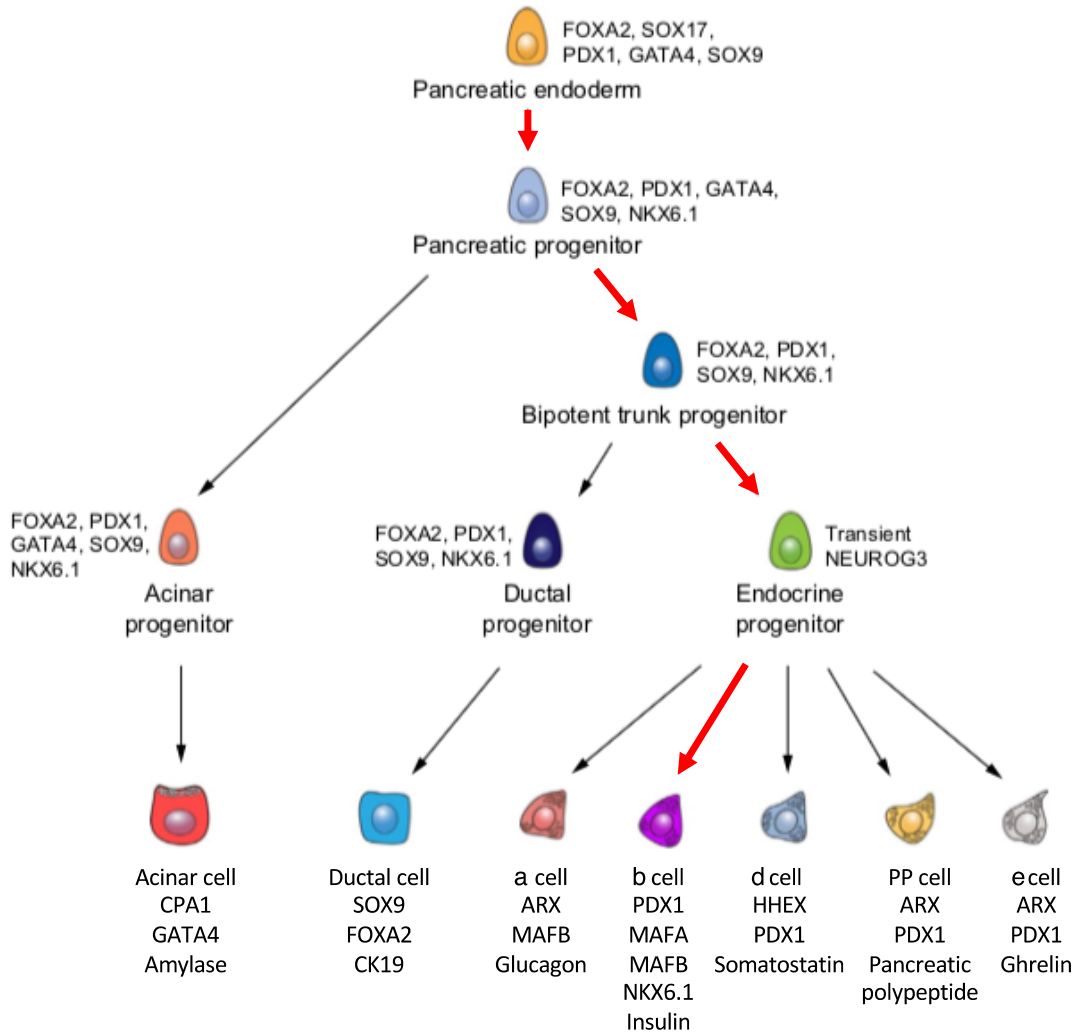 FOXA2, SOX17,
PDX1, GATA4, SOX9
Pancreatic endoderm
FOXA2, PDX1, GATA4,
SOX9, NKX6.1
Pancreatic progenitor
FOXA2, PDX1,
SOX9, NKX6.1
Bipotent trunk progenitor
FOXA2, PDX1,
GATA4, SOX9,
NKX6.1
Acinar
progenitor
FOXA2, PDX1,
SOX9, NKX6.1
Ductal
progenitor
Transient
NEUROG3
Endocrine
progenitor
Acinar cell
CPA1
GATA4
Amylase
Ductal cell
SOX9
FOXA2
CK19
a cell
ARX
MAFB
Glucagon
b cell
PDX1
MAFA
MAFB
NKX6.1
Insulin
d cell
HHEX
PDX1
Somatostatin
PP cell
ARX
PDX1
Pancreatic
polypeptide
e cell
ARX
PDX1
Ghrelin